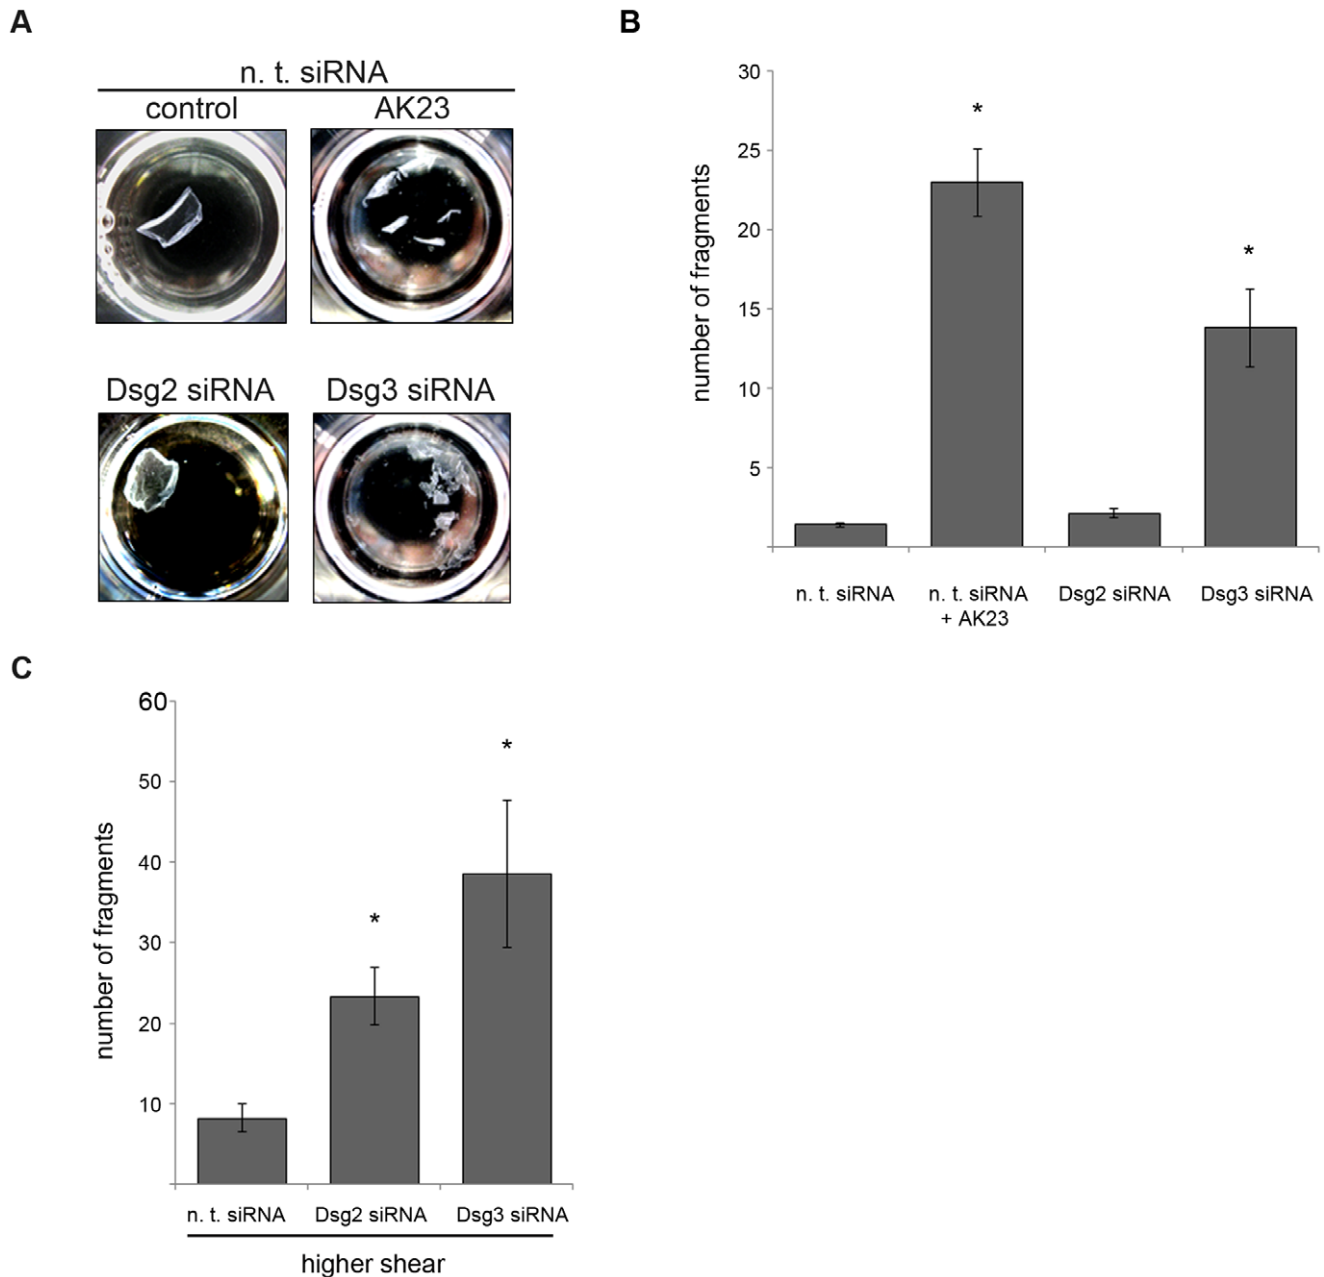 A
n. t. siRNA
control
AK23
Dsg2 siRNA
Dsg3 siRNA
B
30
25
20
15
10
5
number of fragments
*
*
n. t. siRNA
n. t. siRNA
+ AK23
Dsg2 siRNA
Dsg3 siRNA
C
60
50
40
30
20
10
number of fragments
*
*
n. t. siRNA
Dsg2 siRNA
Dsg3 siRNA
higher shear